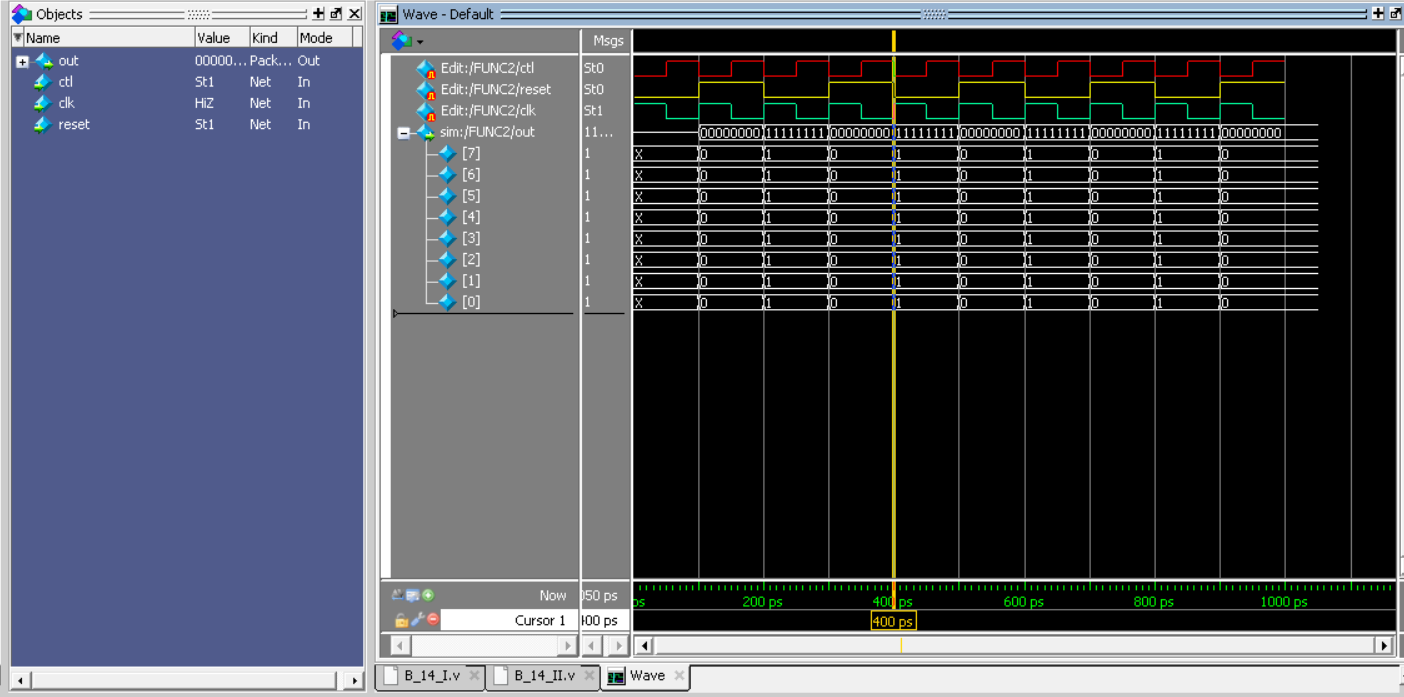 Objects
Name Value Kind Mode
out 00000... Pack... Out
ctl St1 Net In
clk HiZ Net In
reset St1 Net In
Wave - Default
Msgs
Edit:/FUNC2/ctl St0
Edit:/FUNC2/reset St0
Edit:/FUNC2/clk St1
sim:/FUNC2/out 11... 00000000 11111111 00000000 11111111 00000000 11111111 00000000 11111111 00000000
[7] 1 X 0 1 0 1 0 1 0 1 0
[6] 1 X 0 1 0 1 0 1 0 1 0
[5] 1 X 0 1 0 1 0 1 0 1 0
[4] 1 X 0 1 0 1 0 1 0 1 0
[3] 1 X 0 1 0 1 0 1 0 1 0
[2] 1 X 0 1 0 1 0 1 0 1 0
[1] 1 X 0 1 0 1 0 1 0 1 0
[0] 1 X 0 1 0 1 0 1 0 1 0
Now 050 ps ps 200 ps 400 ps 600 ps 800 ps 1000 ps
Cursor 1 400 ps 400 ps
B_14_I.v B_14_II.v Wave